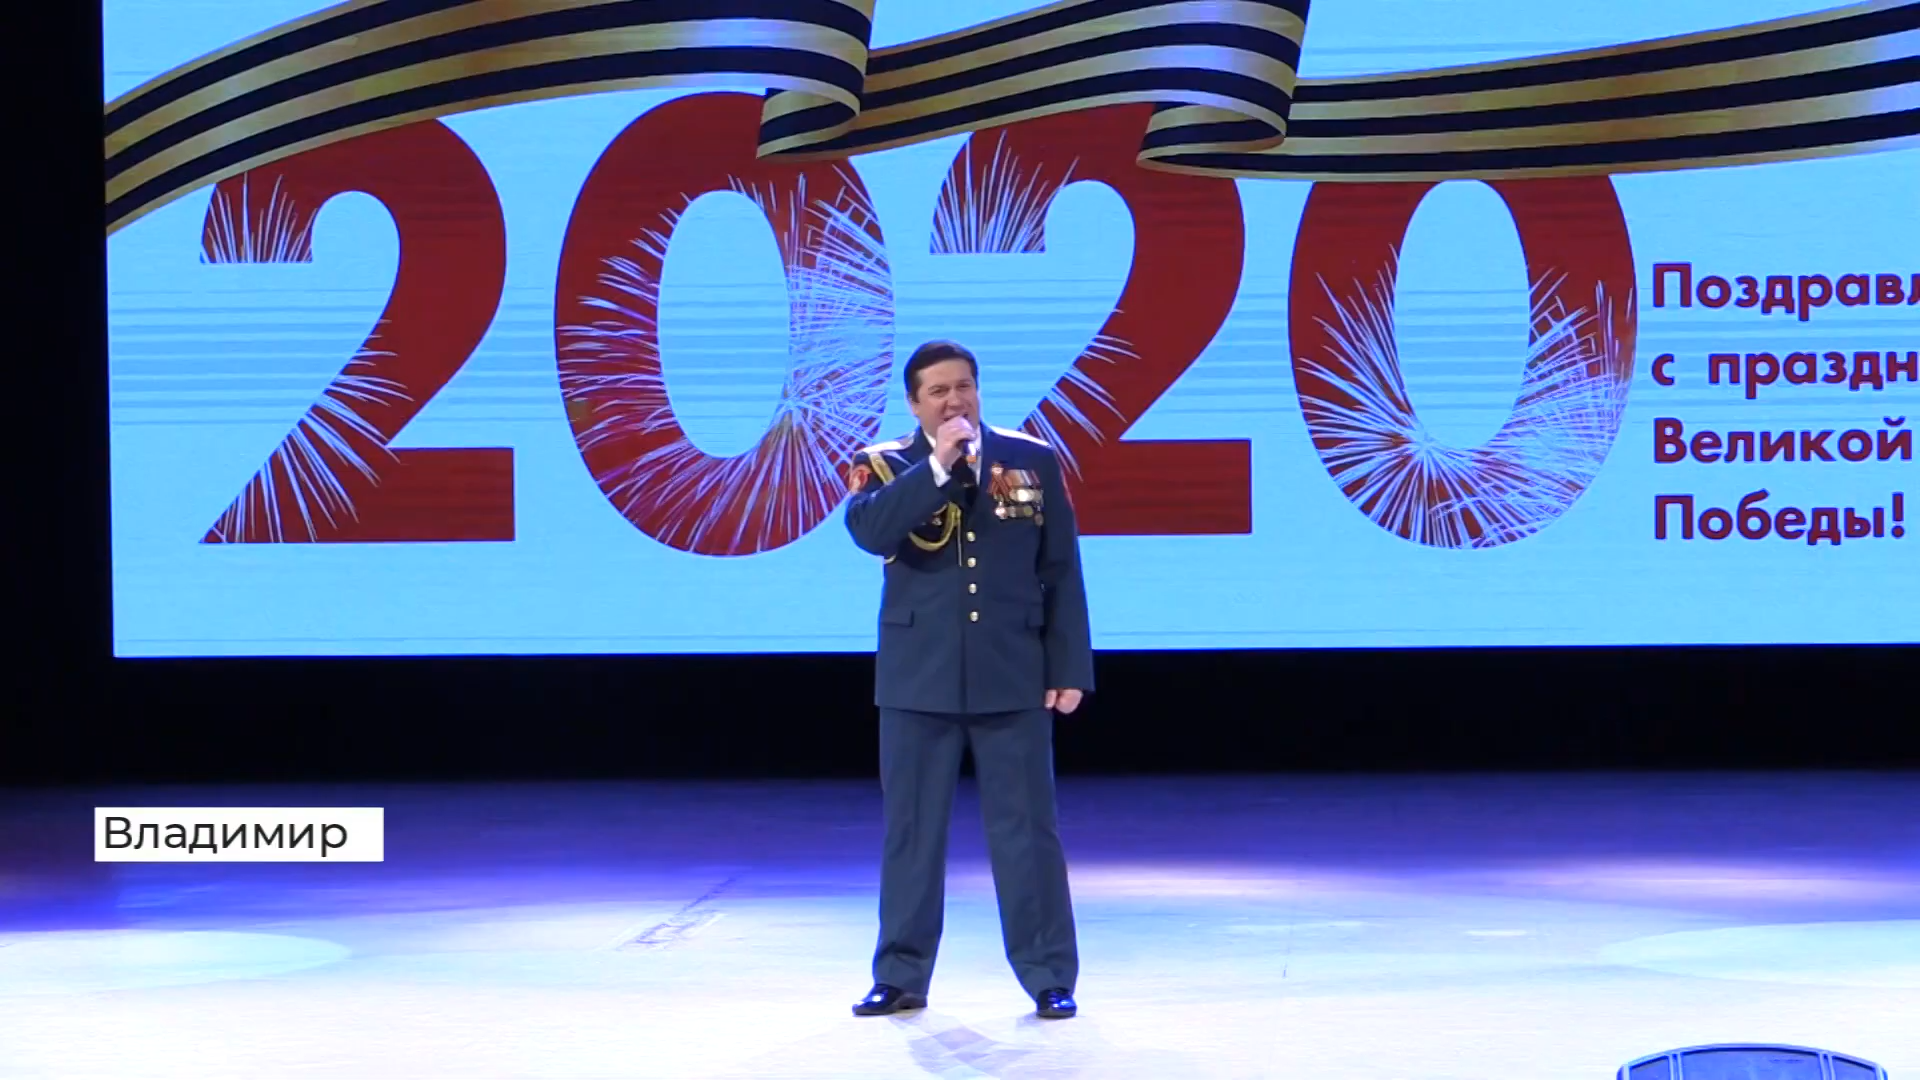 2020
Поздравл
с праздн
Великой
Победы!
Владимир